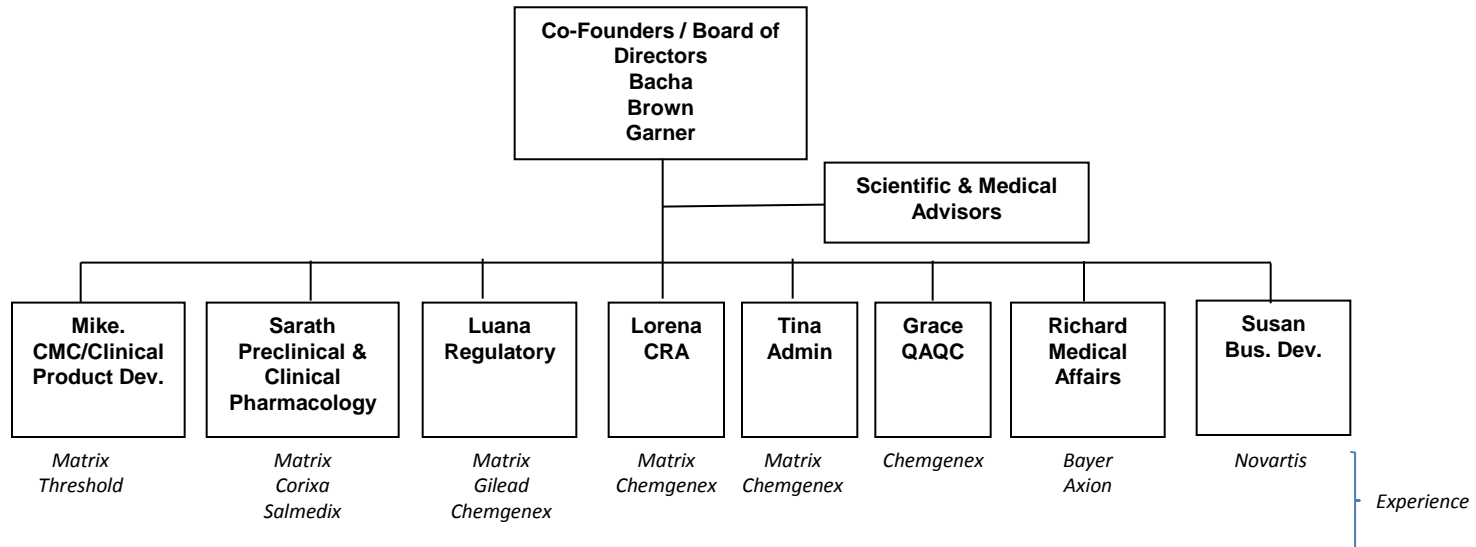 Co-Founders / Board of
Directors
Bacha
Brown
Garner
Scientific & Medical
Advisors
Mike.
CMC/Clinical
Product Dev.
Sarath
Preclinical &
Clinical
Pharmacology
Luana
Regulatory
Lorena
CRA
Tina
Admin
Grace
QAQC
Richard
Medical
Affairs
Susan
Bus. Dev.
Matrix
Threshold
Matrix
Corixa
Salmedix
Matrix
Gilead
Chemgenex
Matrix
Chemgenex
Matrix
Chemgenex
Chemgenex
Bayer
Axion
Novartis
Experience